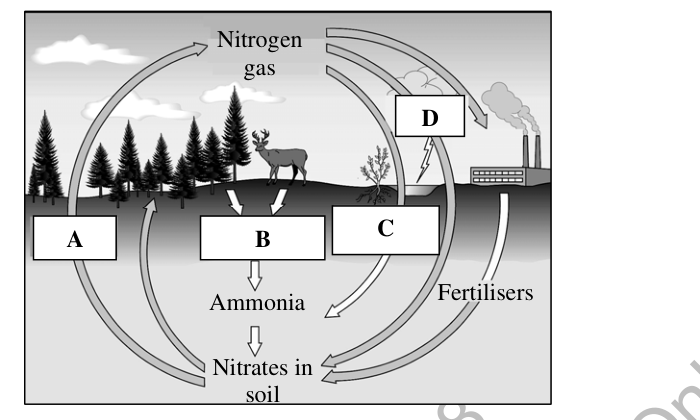 Nitrogen
gas
D
A
B
C
Ammonia
Fertilisers
Nitrates in
soil